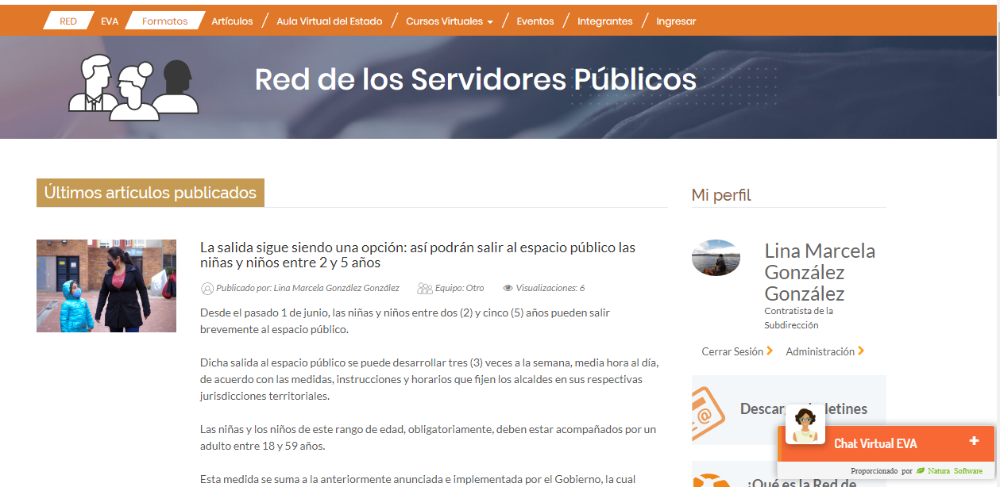 RED EVA Formatos Artículos / Aula Virtual del Estado / Cursos Virtuales / Eventos / Integrantes / Ingresar
Red de los Servidores Públicos
Últimos artículos publicados
La salida sigue siendo una opción: así podrán salir al espacio público las
niñas y niños entre 2 y 5 años
Publicado por: Lina Marcela González González Equipo: Otro Visualizaciones: 6
Desde el pasado 1 de junio, las niñas y niños entre dos (2) y cinco (5) años pueden salir
brevemente al espacio público.
Dicha salida al espacio público se puede desarrollar tres (3) veces a la semana, media hora al día,
de acuerdo con las medidas, instrucciones y horarios que fijen los alcaldes en sus respectivas
jurisdicciones territoriales.
Las niñas y los niños de este rango de edad, obligatoriamente, deben estar acompañados por un
adulto entre 18 y 59 años.
Esta medida se suma a la anteriormente anunciada e implementada por el Gobierno, la cual
Mi perfil
Lina Marcela
González
González
Contratista de la
Subdirección
Cerrar Sesión Administración
Chat Virtual EVA +
Proporcionado por Natura Software
¿Qué es la Red de